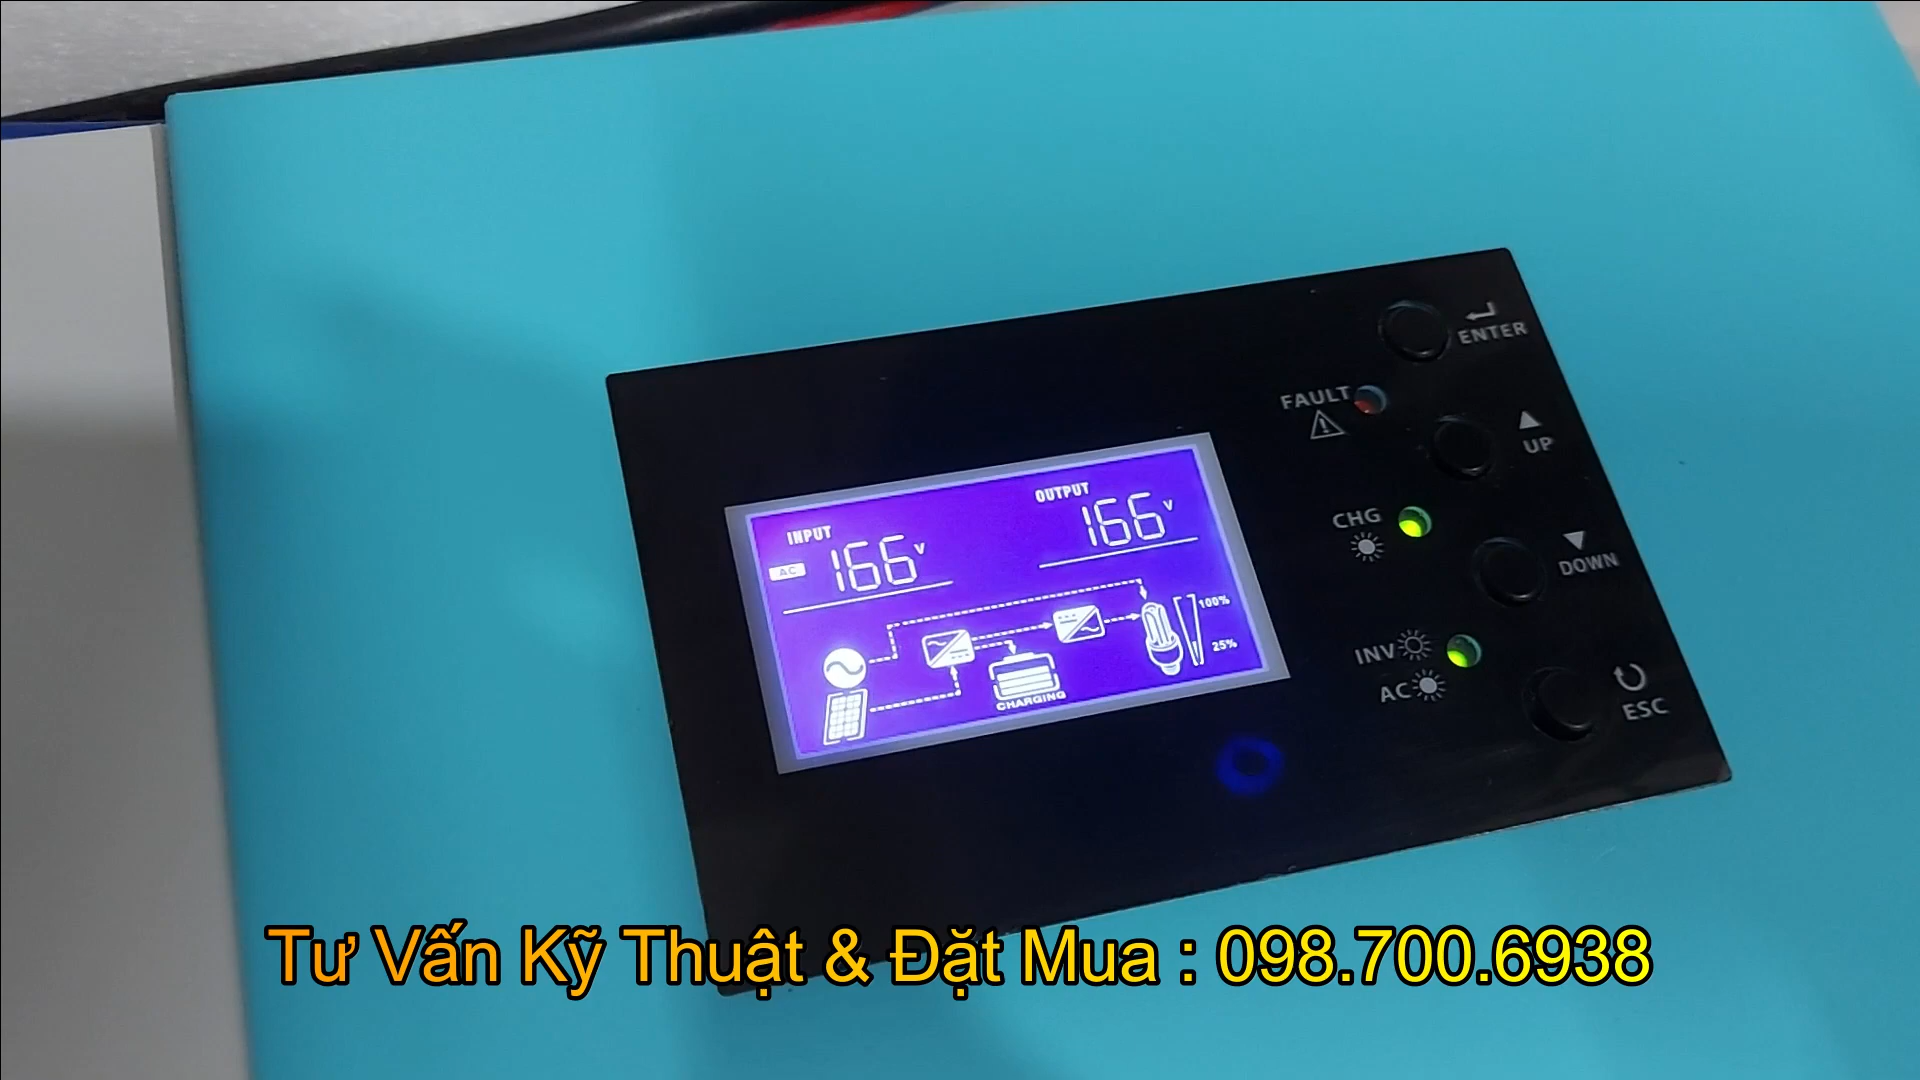 ENTER
FAULT
UP
OUTPUT
166V
INPUT
AC 166V
CHG
DOWN
100%
25%
CHARGING
INV
AC
ESC
Tư Vấn Kỹ Thuật & Đặt Mua : 098.700.6938